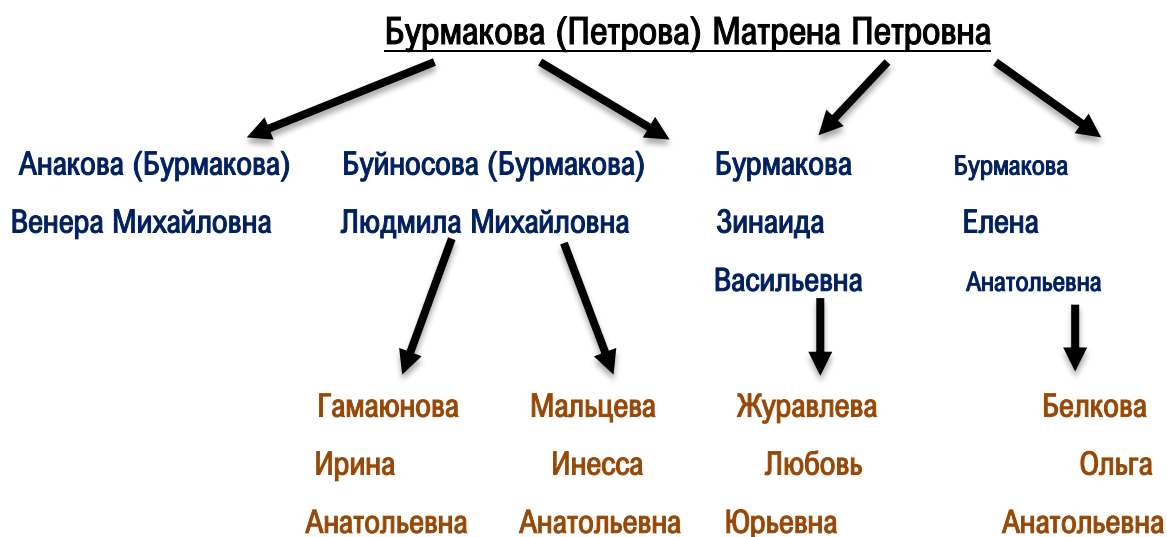 Бурмакова (Петрова) Матрена Петровна
Анакова (Бурмакова) Буйносова (Бурмакова) Бурмакова Бурмакова
Венера Михайловна Людмила Михайловна Зинаида Елена
Васильевна Анатольевна
Гамаюнова Мальцева Журавлева Белкова
Ирина Инесса Любовь Ольга
Анатольевна Анатольевна Юрьевна Анатольевна